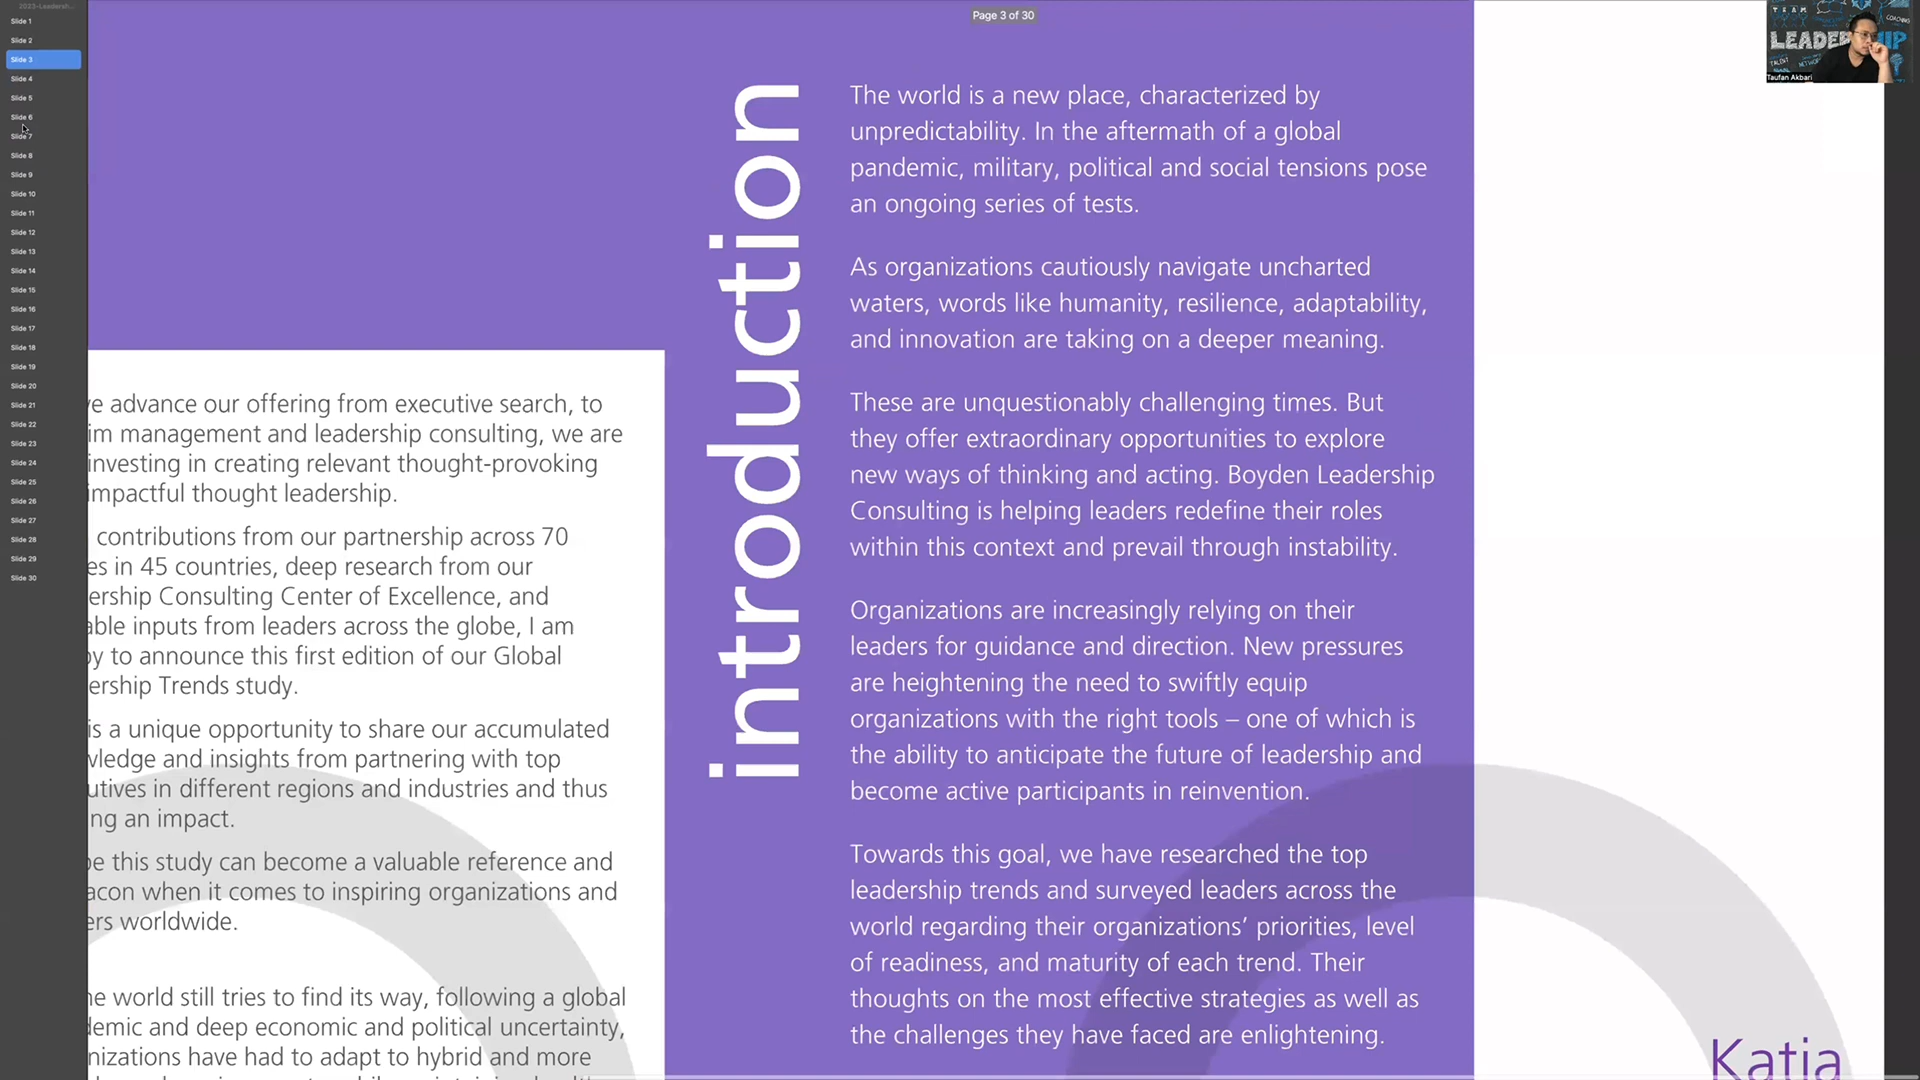 2023-Leadersh...
Slide 1
Slide 2
Slide 3
Slide 4
Slide 5
Slide 6
Slide 7
Slide 8
Slide 9
Slide 10
Slide 11
Slide 12
Slide 13
Slide 14
Slide 15
Slide 16
Slide 17
Slide 18
Slide 19
Slide 20
Slide 21
Slide 22
Slide 23
Slide 24
Slide 25
Slide 26
Slide 27
Slide 28
Slide 29
Slide 30
Page 3 of 30
ve advance our offering from executive search, to
im management and leadership consulting, we are
investing in creating relevant thought-provoking
impactful thought leadership.
contributions from our partnership across 70
es in 45 countries, deep research from our
ership Consulting Center of Excellence, and
able inputs from leaders across the globe, I am
py to announce this first edition of our Global
ership Trends study.
is a unique opportunity to share our accumulated
wledge and insights from partnering with top
utives in different regions and industries and thus
ng an impact.
pe this study can become a valuable reference and
acon when it comes to inspiring organizations and
ers worldwide.
he world still tries to find its way, following a global
demic and deep economic and political uncertainty,
nizations have had to adapt to hybrid and more
introduction
The world is a new place, characterized by
unpredictability. In the aftermath of a global
pandemic, military, political and social tensions pose
an ongoing series of tests.
As organizations cautiously navigate uncharted
waters, words like humanity, resilience, adaptability,
and innovation are taking on a deeper meaning.
These are unquestionably challenging times. But
they offer extraordinary opportunities to explore
new ways of thinking and acting. Boyden Leadership
Consulting is helping leaders redefine their roles
within this context and prevail through instability.
Organizations are increasingly relying on their
leaders for guidance and direction. New pressures
are heightening the need to swiftly equip
organizations with the right tools – one of which is
the ability to anticipate the future of leadership and
become active participants in reinvention.
Towards this goal, we have researched the top
leadership trends and surveyed leaders across the
world regarding their organizations’ priorities, level
of readiness, and maturity of each trend. Their
thoughts on the most effective strategies as well as
the challenges they have faced are enlightening.
Katia
TEAM
COACHING
LEADER IP
TALENT
Taufan Akbari